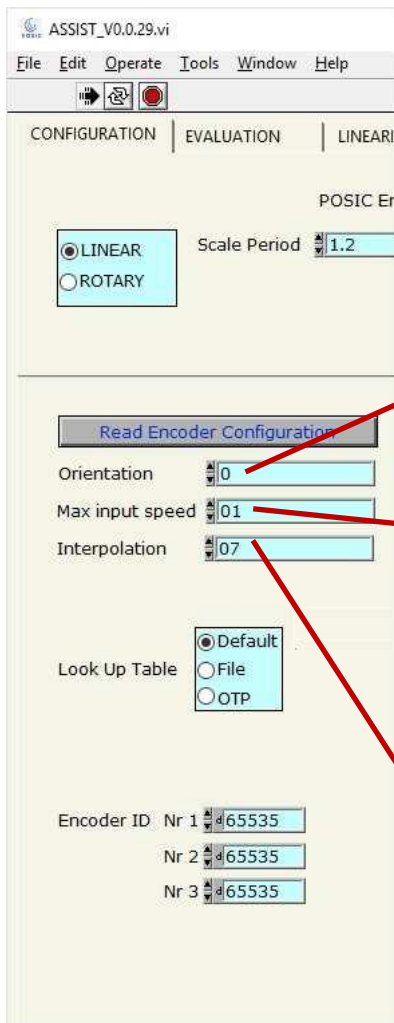 ASSIST_V0.0.29.vi
File Edit Operate Tools Window Help
CONFIGURATION EVALUATION LINEARI
POSIC En
LINEAR
ROTARY
Scale Period 1.2
Read Encoder Configuration
Orientation 0
Max input speed 01
Interpolation 07
Look Up Table
Default
File
OTP
Encoder ID Nr 1 d 65535
Nr 2 d 65535
Nr 3 d 65535